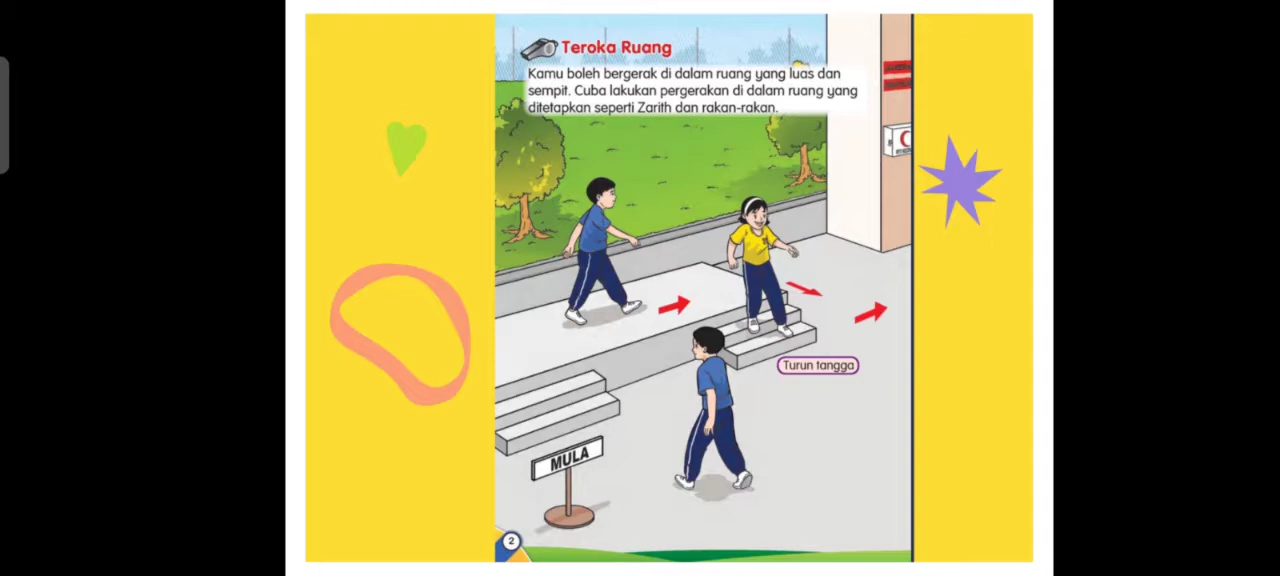 Teroka Ruang
Kamu boleh bergerak di dalam ruang yang luas dan
sempit. Cuba lakukan pergerakan di dalam ruang yang
ditetapkan seperti Zarith dan rakan-rakan.
Turun tangga
MULA
2